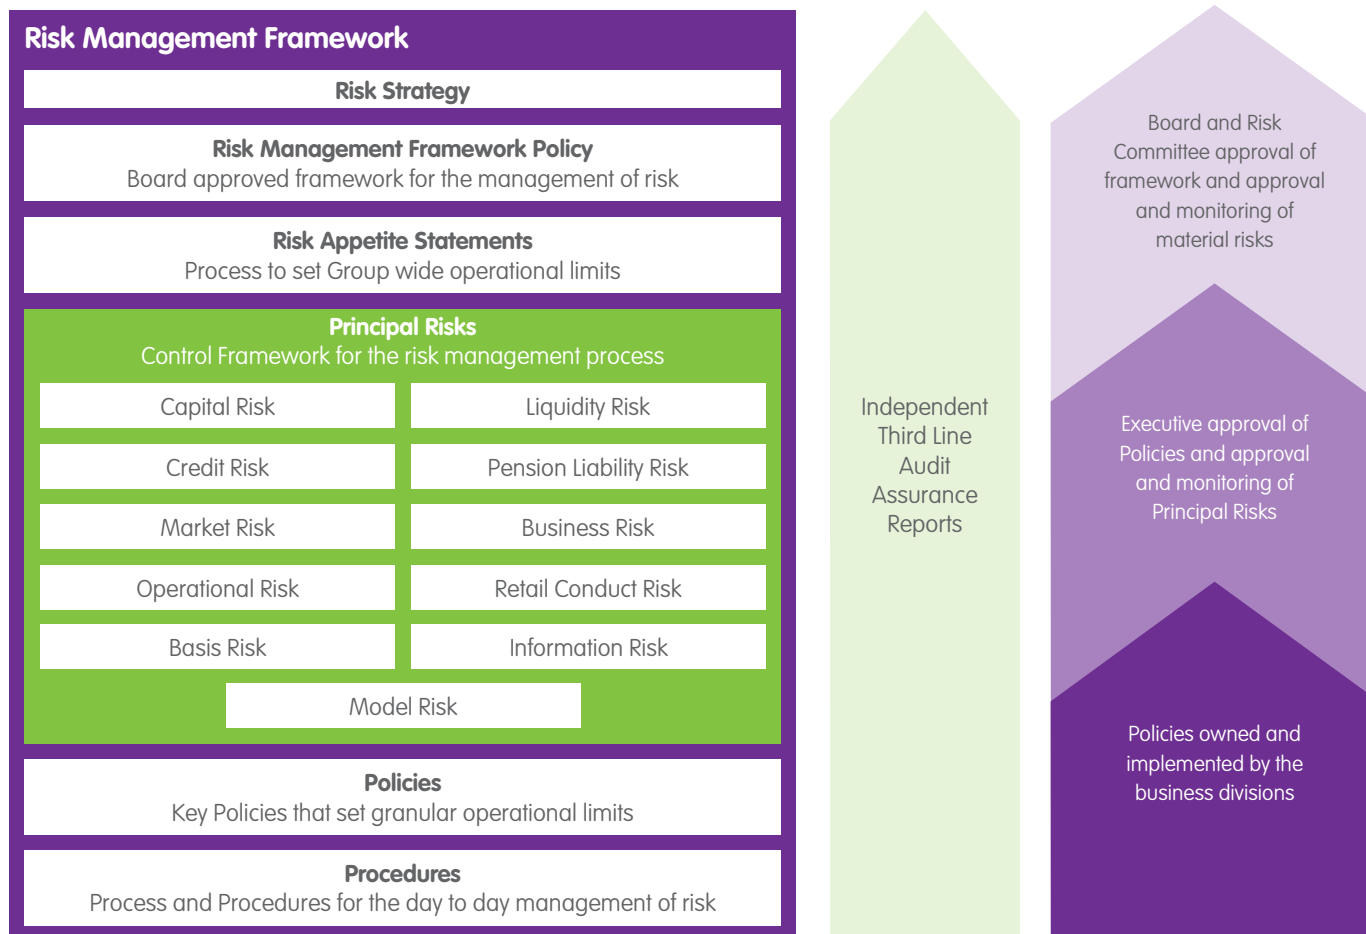 Risk Management Framework
Risk Strategy
Risk Management Framework Policy
Board approved framework for the management of risk
Risk Appetite Statements
Process to set Group wide operational limits
Principal Risks
Control Framework for the risk management process
Capital Risk
Liquidity Risk
Credit Risk
Pension Liability Risk
Market Risk
Business Risk
Operational Risk
Retail Conduct Risk
Basis Risk
Information Risk
Model Risk
Policies
Key Policies that set granular operational limits
Procedures
Process and Procedures for the day to day management of risk
Independent
Third Line
Audit
Assurance
Reports
Board and Risk
Committee approval of
framework and approval
and monitoring of
material risks
Executive approval of
Policies and approval
and monitoring of
Principal Risks
Policies owned and
implemented by the
business divisions